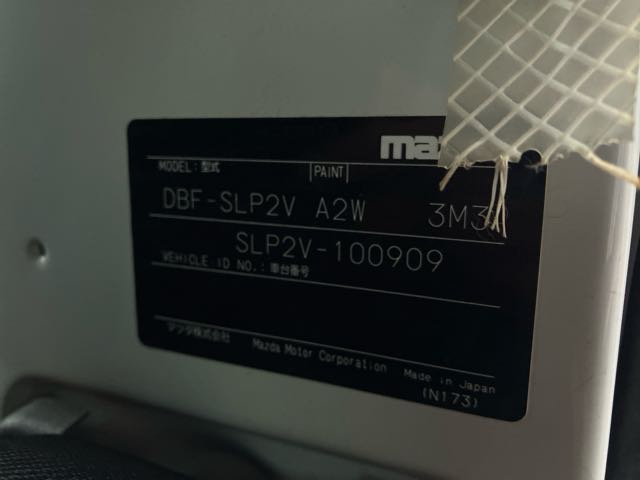 MODEL:型式 |PAINT|
DBF-SLP2V A2W
SLP2V-100909
VEHICLE ID NO.:車台番号
マツダ株式会社 Mazda Motor Corporation Made in Japan
(N173)